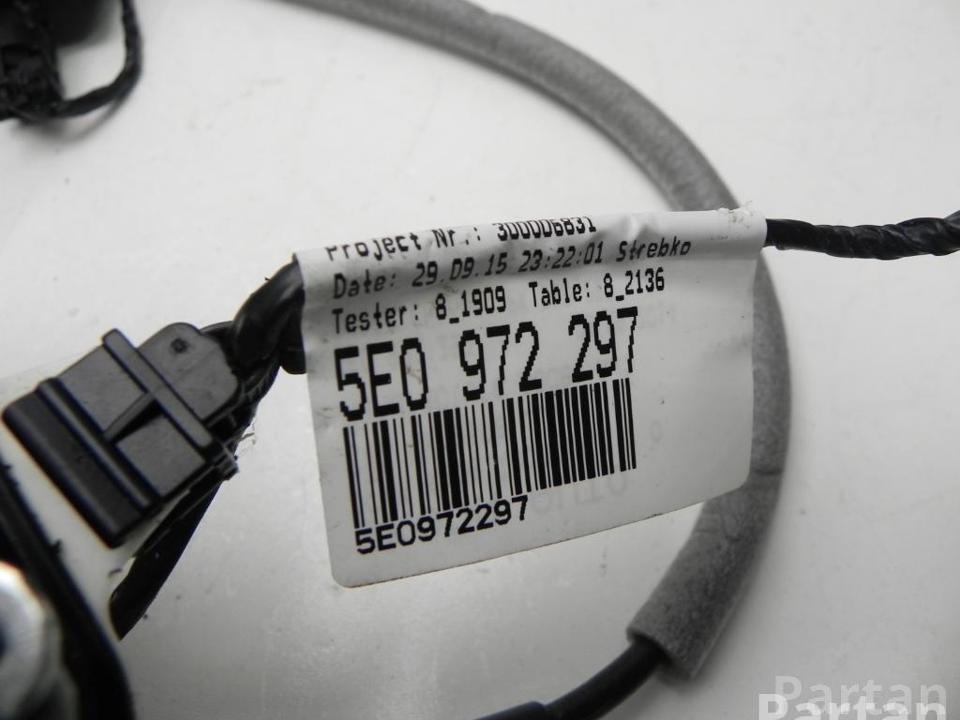 Project Nr.: 300006831
Date: 29.09.15 23:22:01 Strebko
Tester: 8_1909 Table: 8_2136
5E0 972 297
5E0972297
Partan
Partan